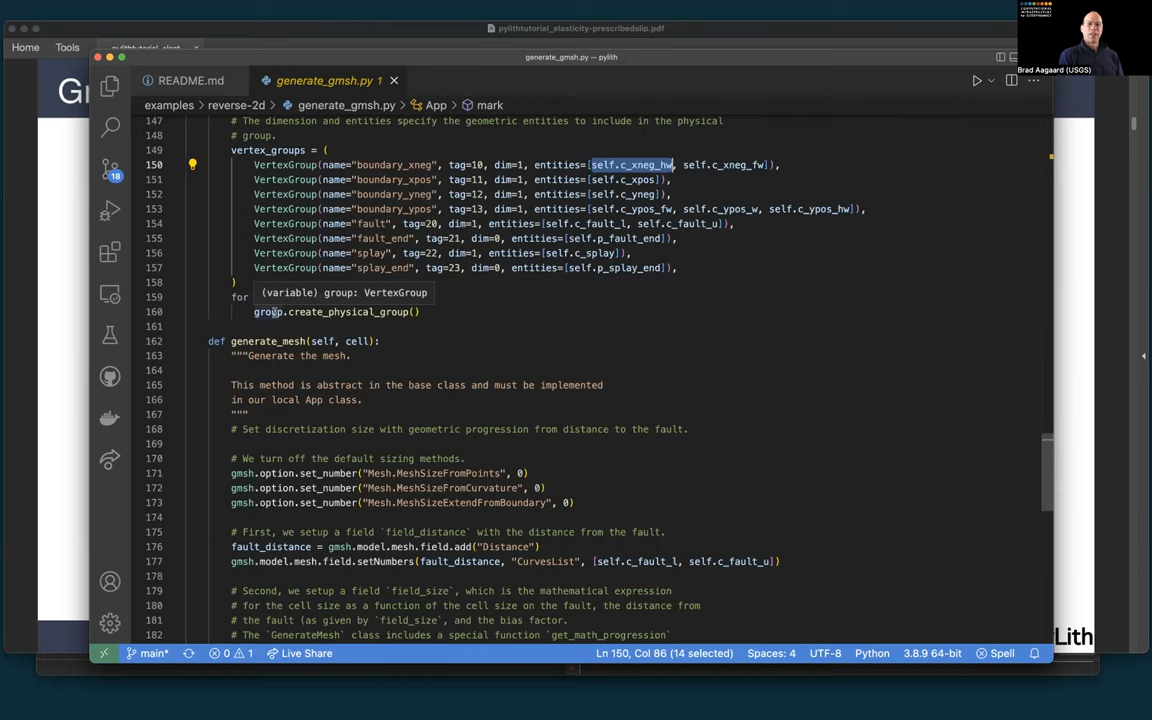 COMPUTATIONAL
INFRASTRUCTURE
for GEODYNAMICS
Brad Aagaard (USGS)
pylithtutorial_elasticity-prescribedslip.pdf
Home
Tools
generate_gmsh.py — pylith
README.md
generate_gmsh.py 1
examples > reverse-2d > generate_gmsh.py > App > mark
147 # The dimension and entities specify the geometric entities to include in the physical
148 # group.
149 vertex_groups = (
150 VertexGroup(name="boundary_xneg", tag=10, dim=1, entities=[self.c_xneg_hw, self.c_xneg_fw]),
151 VertexGroup(name="boundary_xpos", tag=11, dim=1, entities=[self.c_xpos]),
152 VertexGroup(name="boundary_yneg", tag=12, dim=1, entities=[self.c_yneg]),
153 VertexGroup(name="boundary_ypos", tag=13, dim=1, entities=[self.c_ypos_fw, self.c_ypos_w, self.c_ypos_hw]),
154 VertexGroup(name="fault", tag=20, dim=1, entities=[self.c_fault_l, self.c_fault_u]),
155 VertexGroup(name="fault_end", tag=21, dim=0, entities=[self.p_fault_end]),
156 VertexGroup(name="splay", tag=22, dim=1, entities=[self.c_splay]),
157 VertexGroup(name="splay_end", tag=23, dim=0, entities=[self.p_splay_end]),
158 )
(variable) group: VertexGroup
159 for
160 group.create_physical_group()
161
162 def generate_mesh(self, cell):
163 """Generate the mesh.
164
165 This method is abstract in the base class and must be implemented
166 in our local App class.
167 """
168 # Set discretization size with geometric progression from distance to the fault.
169
170 # We turn off the default sizing methods.
171 gmsh.option.set_number("Mesh.MeshSizeFromPoints", 0)
172 gmsh.option.set_number("Mesh.MeshSizeFromCurvature", 0)
173 gmsh.option.set_number("Mesh.MeshSizeExtendFromBoundary", 0)
174
175 # First, we setup a field `field_distance` with the distance from the fault.
176 fault_distance = gmsh.model.mesh.field.add("Distance")
177 gmsh.model.mesh.field.setNumbers(fault_distance, "CurvesList", [self.c_fault_l, self.c_fault_u])
178
179 # Second, we setup a field `field_size`, which is the mathematical expression
180 # for the cell size as a function of the cell size on the fault, the distance from
181 # the fault (as given by `field_size`, and the bias factor.
182 # The `GenerateMesh` class includes a special function `get_math_progression`
18
main* 0 1 Live Share Ln 150, Col 86 (14 selected) Spaces: 4 UTF-8 Python 3.8.9 64-bit Spell